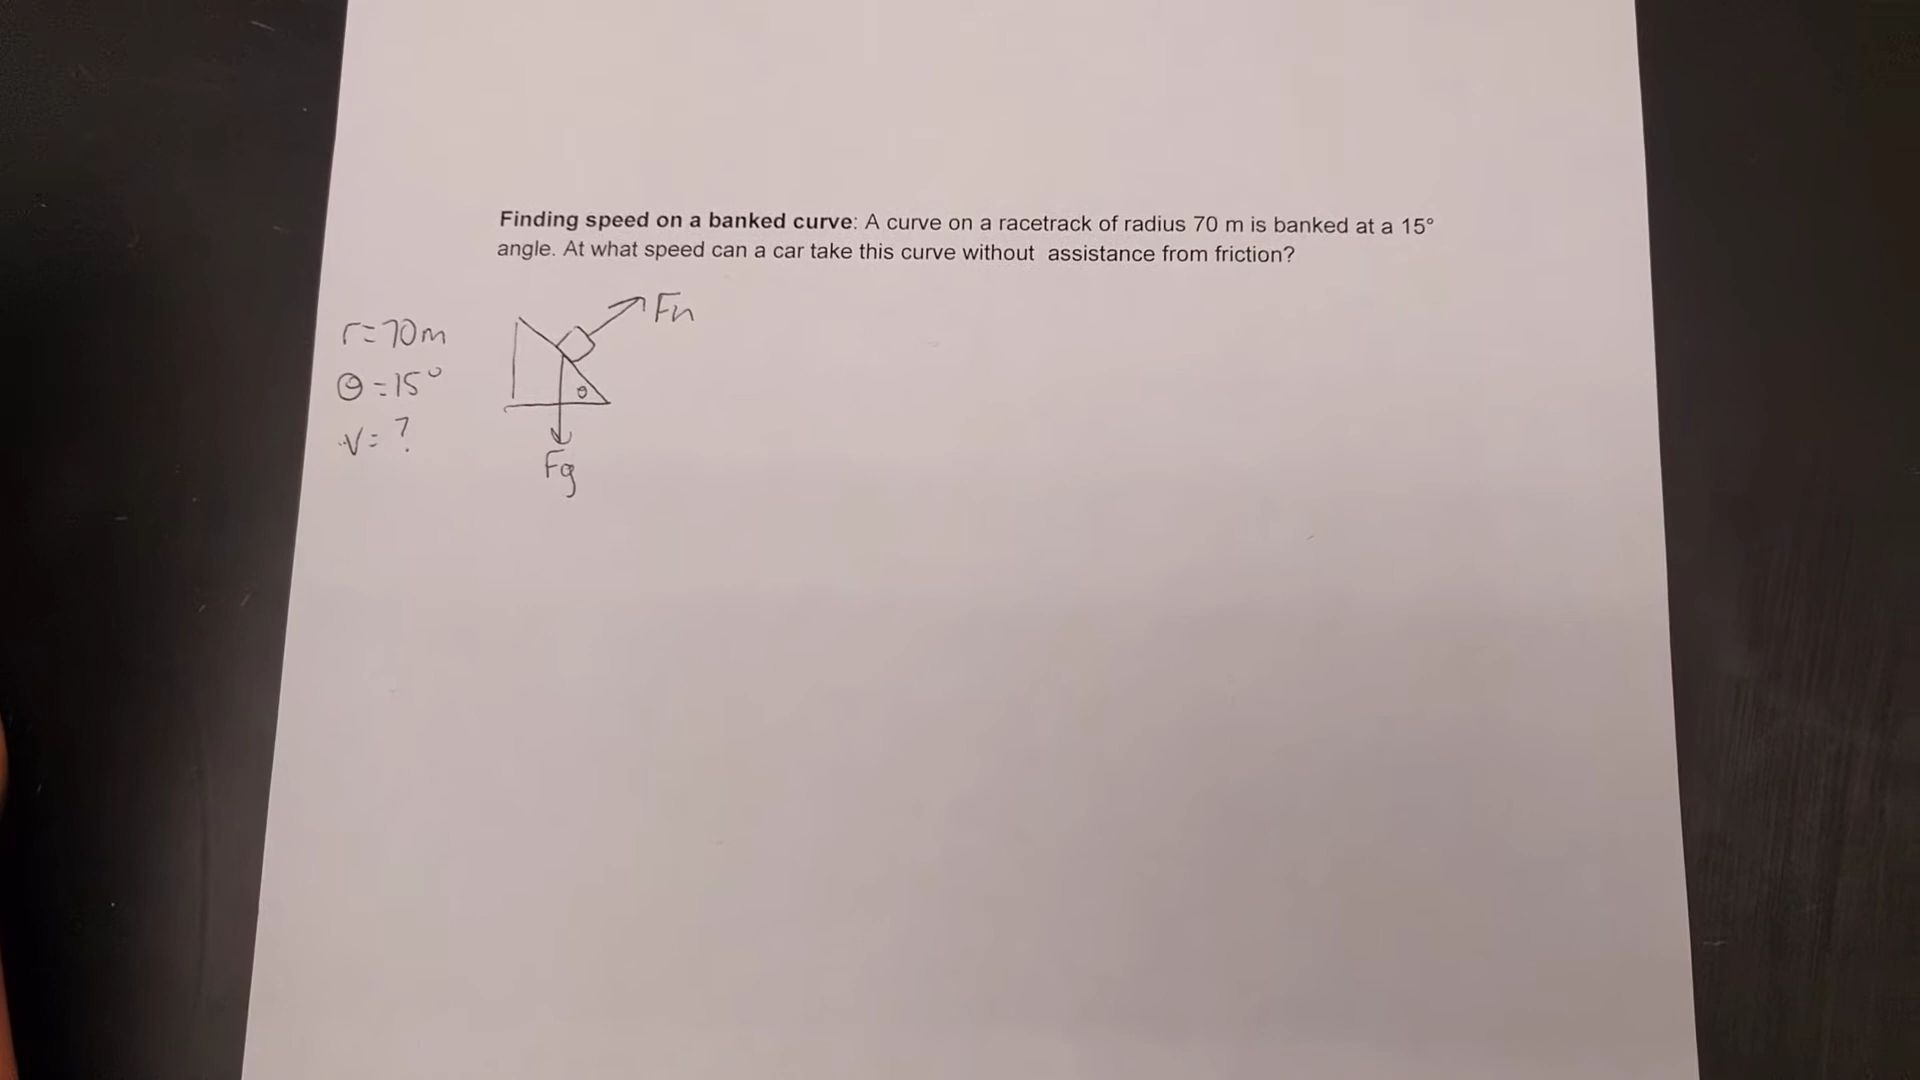 Finding speed on a banked curve: A curve on a racetrack of radius 70 m is banked at a 15°
angle. At what speed can a car take this curve without assistance from friction?
r=70m
θ=15°
v=?
Fn
θ
Fg